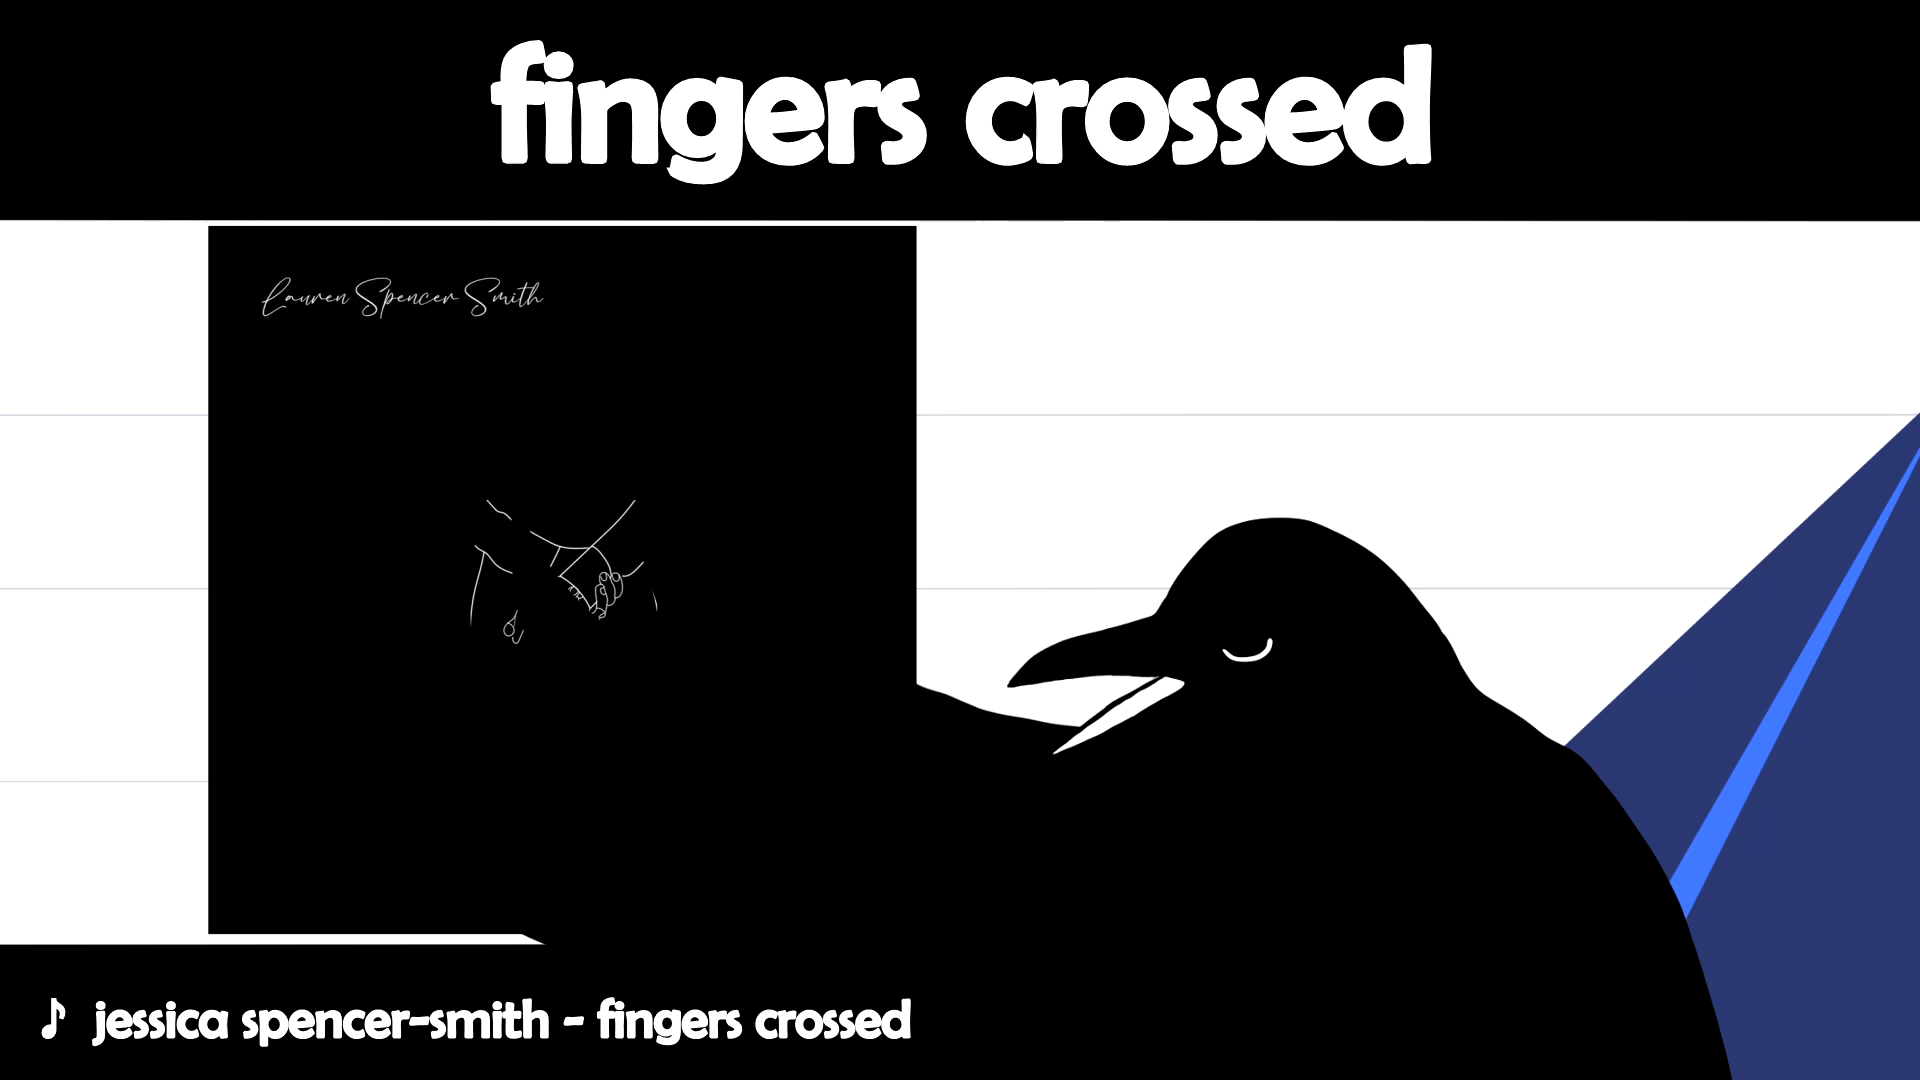 fingers crossed
Lauren Spencer Smith
♪ jessica spencer-smith - fingers crossed